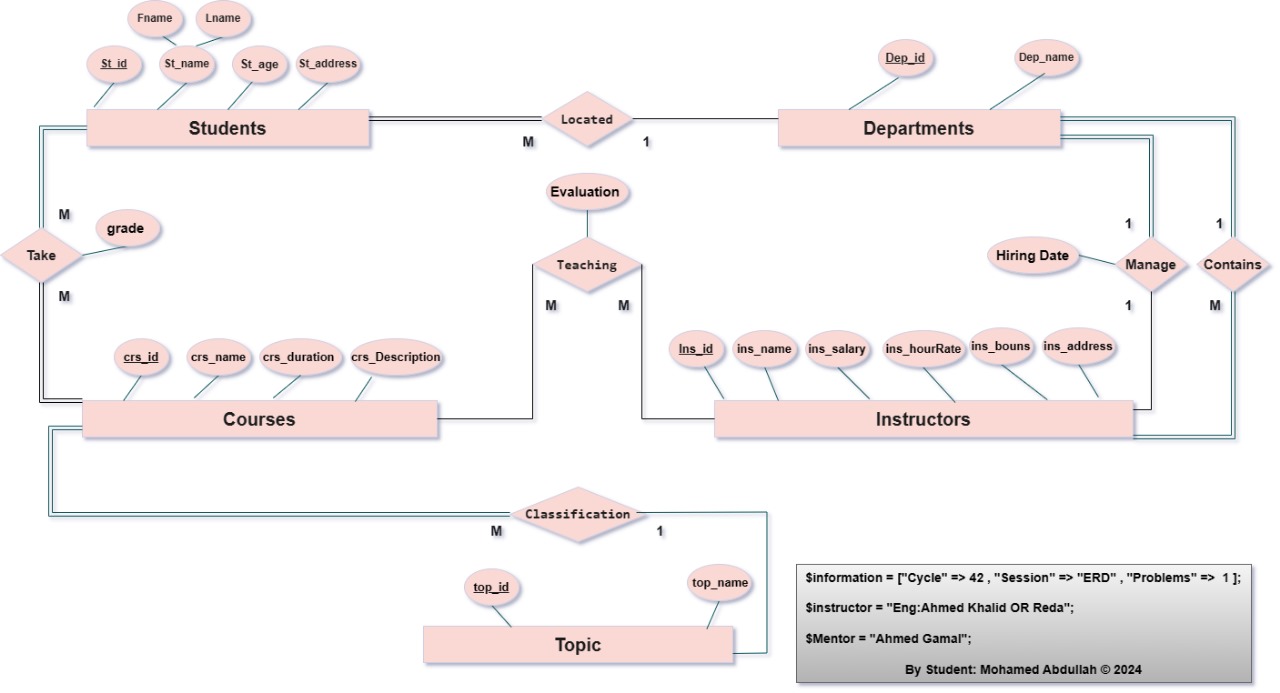 Fname
Lname
St_id
St_name
St_age
St_address
Dep_id
Dep_name
Students
Located
Departments
M
1
Evaluation
M
grade
1
1
Take
Teaching
Hiring Date
Manage
Contains
M
M
M
1
M
crs_id
crs_name
crs_duration
crs_Description
Ins_id
ins_name
ins_salary
ins_hourRate
ins_bouns
ins_address
Courses
Instructors
Classification
M
1
top_id
top_name
Topic
$information = ["Cycle" => 42 , "Session" => "ERD" , "Problems" => 1 ];
$instructor = "Eng:Ahmed Khalid OR Reda";
$Mentor = "Ahmed Gamal";
By Student: Mohamed Abdullah © 2024